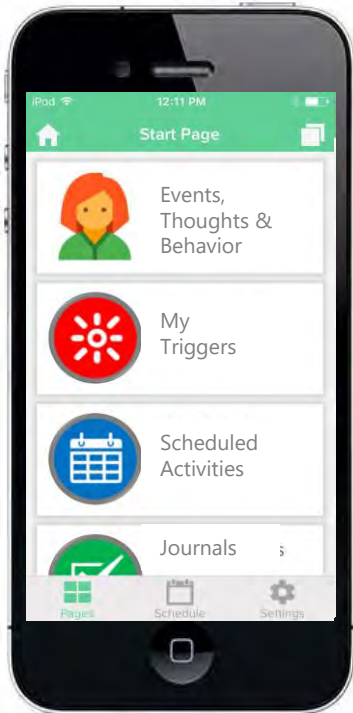 iPod 12:11 PM
Start Page
Events,
Thoughts &
Behavior
My
Triggers
Scheduled
Activities
Journals s
Pages Schedule Settings